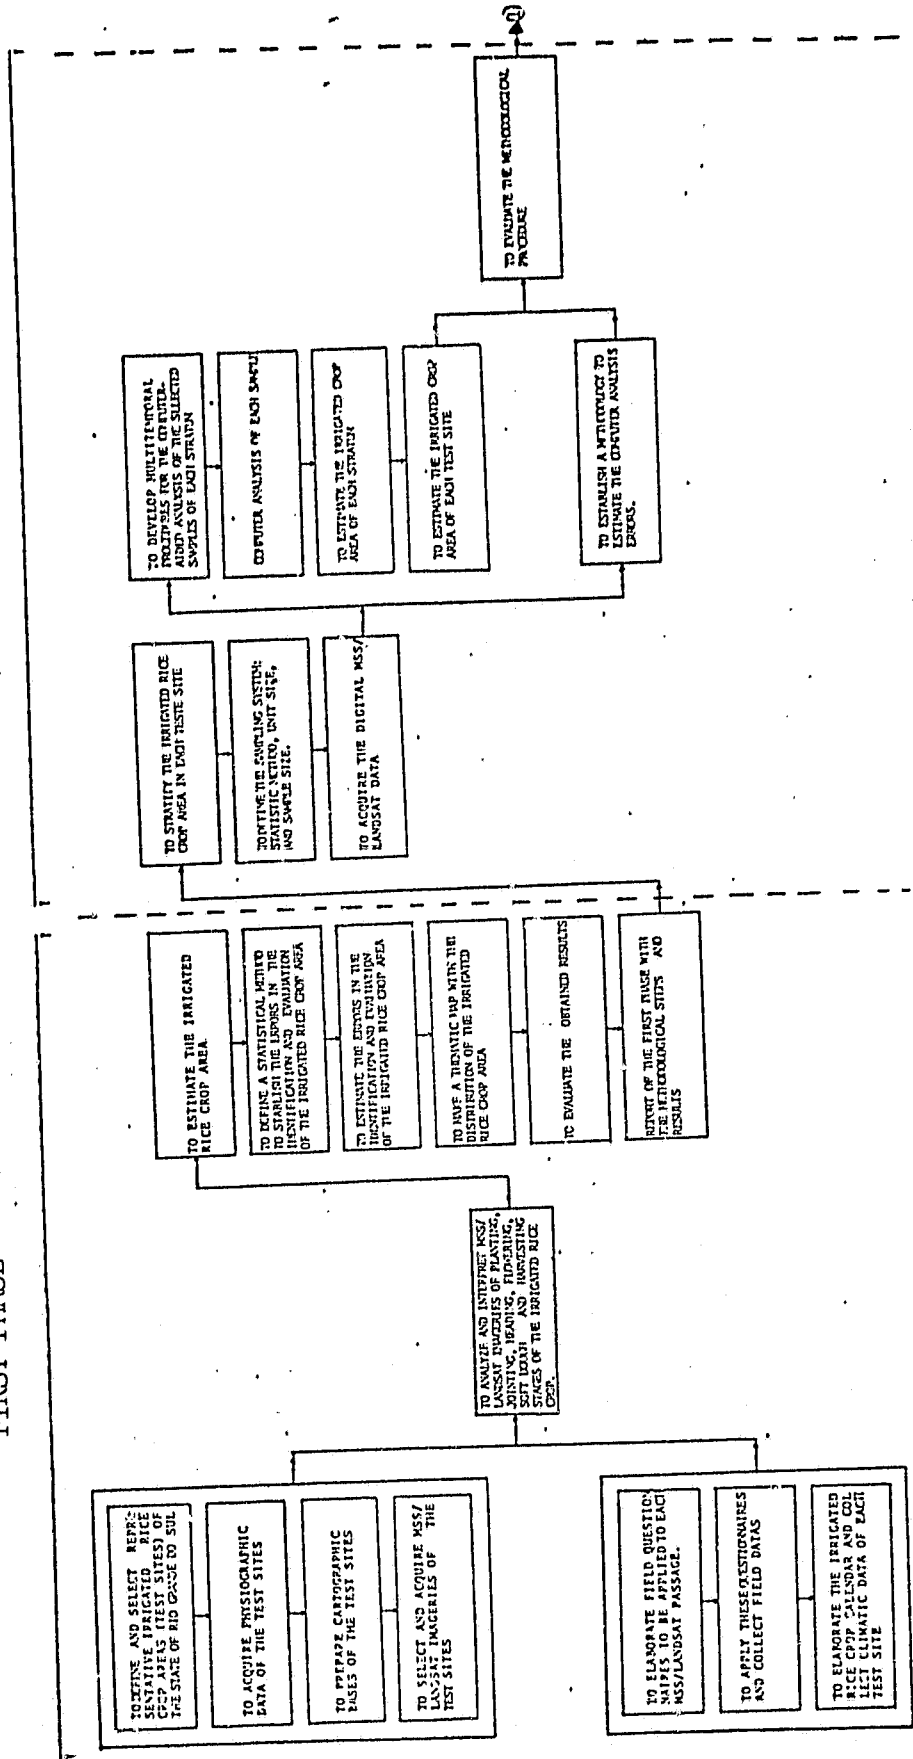 FIRST PHASE
TO DEFINE AND SELECT REPRE-
SENTATIVE IRRIGATED RICE
CROP AREAS (TEST SITES) OF
THE STATE OF RIO GRANDE DO SUL
TO ACQUIRE PHYSIOGRAPHIC
DATA OF THE TEST SITES
TO PREPARE CARTOGRAPHIC
BASES OF THE TEST SITES
TO SELECT AND ACQUIRE MSS/
LANDSAT IMAGERIES OF THE
TEST SITES
TO ELABORATE FIELD QUESTION
NAIRES TO BE APPLIED TO EACH
MSS/LANDSAT PASSAGE.
TO APPLY THESE QUESTIONNAIRES
AND COLLECT FIELD DATAS
TO ELABORATE THE IRRIGATED
RICE CROP CALENDAR AND COL
LECT CLIMATIC DATA OF EACH
TEST SITE
TO ANALYZE AND INTERPRET MSS/
LANDSAT IMAGERIES OF PLANTING,
JOINTING, HEADING, FLOWERING,
SOFT DOUGH AND HARVESTING
STAGES OF THE IRRIGATED RICE
CROP.
TO ESTIMATE THE IRRIGATED
RICE CROP AREA.
TO DEFINE A STATISTICAL METHOD
TO STABLISH THE ERRORS IN THE
IDENTIFICATION AND EVALUATION
OF THE IRRIGATED RICE CROP AREA
TO ESTIMATE THE ERRORS IN THE
IDENTIFICATION AND EVALUATION
OF THE IRRIGATED RICE CROP AREA
TO HAVE A THEMATIC MAP WITH THE
DISTRIBUTION OF THE IRRIGATED
RICE CROP AREA
TO EVALUATE THE OBTAINED RESULTS
REPORT OF THE FIRST PHASE WITH
THE METHODOLOGICAL STEPS AND
RESULTS
TO STRATIFY THE IRRIGATED RICE
CROP AREA IN EACH TESTE SITE
TO DEFINE THE SAMPLING SYSTEM:
STATISTIC METHOD, UNIT SIZE,
AND SAMPLE SIZE.
TO ACQUIRE THE DIGITAL MSS/
LANDSAT DATA
TO DEVELOP MULTITEMPORAL
PROCEDURES FOR THE COMPUTER-
AIDED ANALYSIS OF THE SELECTED
SAMPLES OF EACH STRATUM
COMPUTER ANALYSIS OF EACH SAMPLE
TO ESTIMATE THE IRRIGATED CROP
AREA OF EACH STRATUM
TO ESTIMATE THE IRRIGATED CROP
AREA OF EACH TEST SITE
TO ESTABLISH A METHODOLOGY TO
ESTIMATE THE COMPUTER ANALYSIS
ERRORS.
TO EVALUATE THE METHODOLOGICAL
PROCEDURE